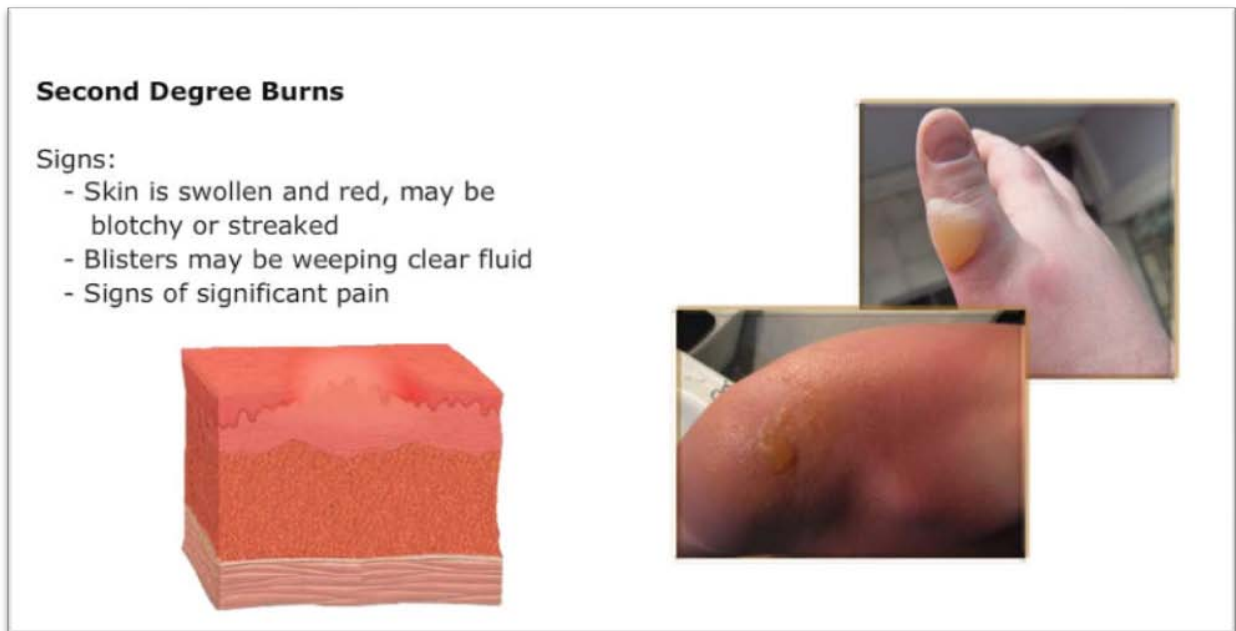 Second Degree Burns
Signs:
- Skin is swollen and red, may be
blotchy or streaked
- Blisters may be weeping clear fluid
- Signs of significant pain